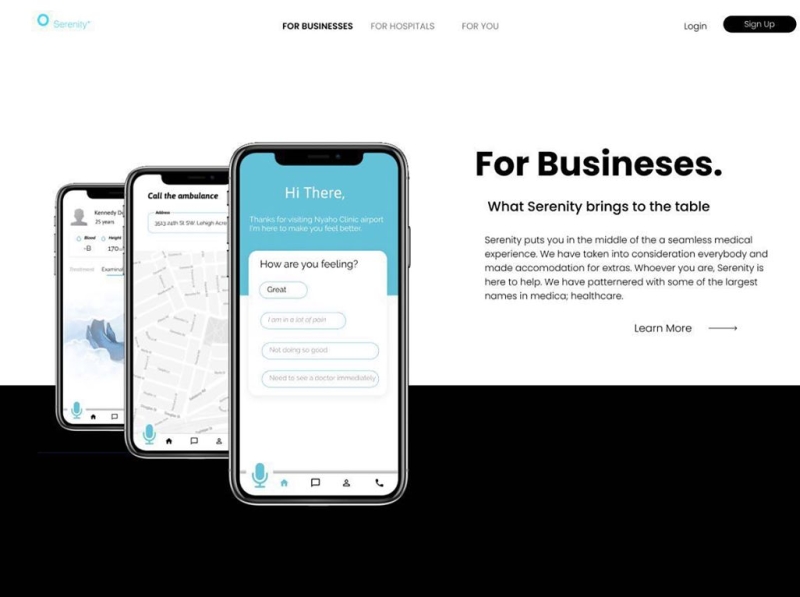 Serenity+
FOR BUSINESSES
FOR HOSPITALS
FOR YOU
Login
Sign Up
For Busineses.
What Serenity brings to the table
Serenity puts you in the middle of the a seamless medical
experience. We have taken into consideration everybody and
made accomodation for extras. Whoever you are, Serenity is
here to help. We have patternered with some of the largest
names in medica; healthcare.
Learn More
Kennedy D
25 years
Blood
Height
-B
170
Treatment
Examina
Call the ambulance
Address
3523 24th St SW, Lehigh Acre
Hi There,
Thanks for visiting Nyaho Clinic airport
I'm here to make you feel better.
How are you feeling?
Great
I am in a lot of pain
Not doing so good
Need to see a doctor immediately